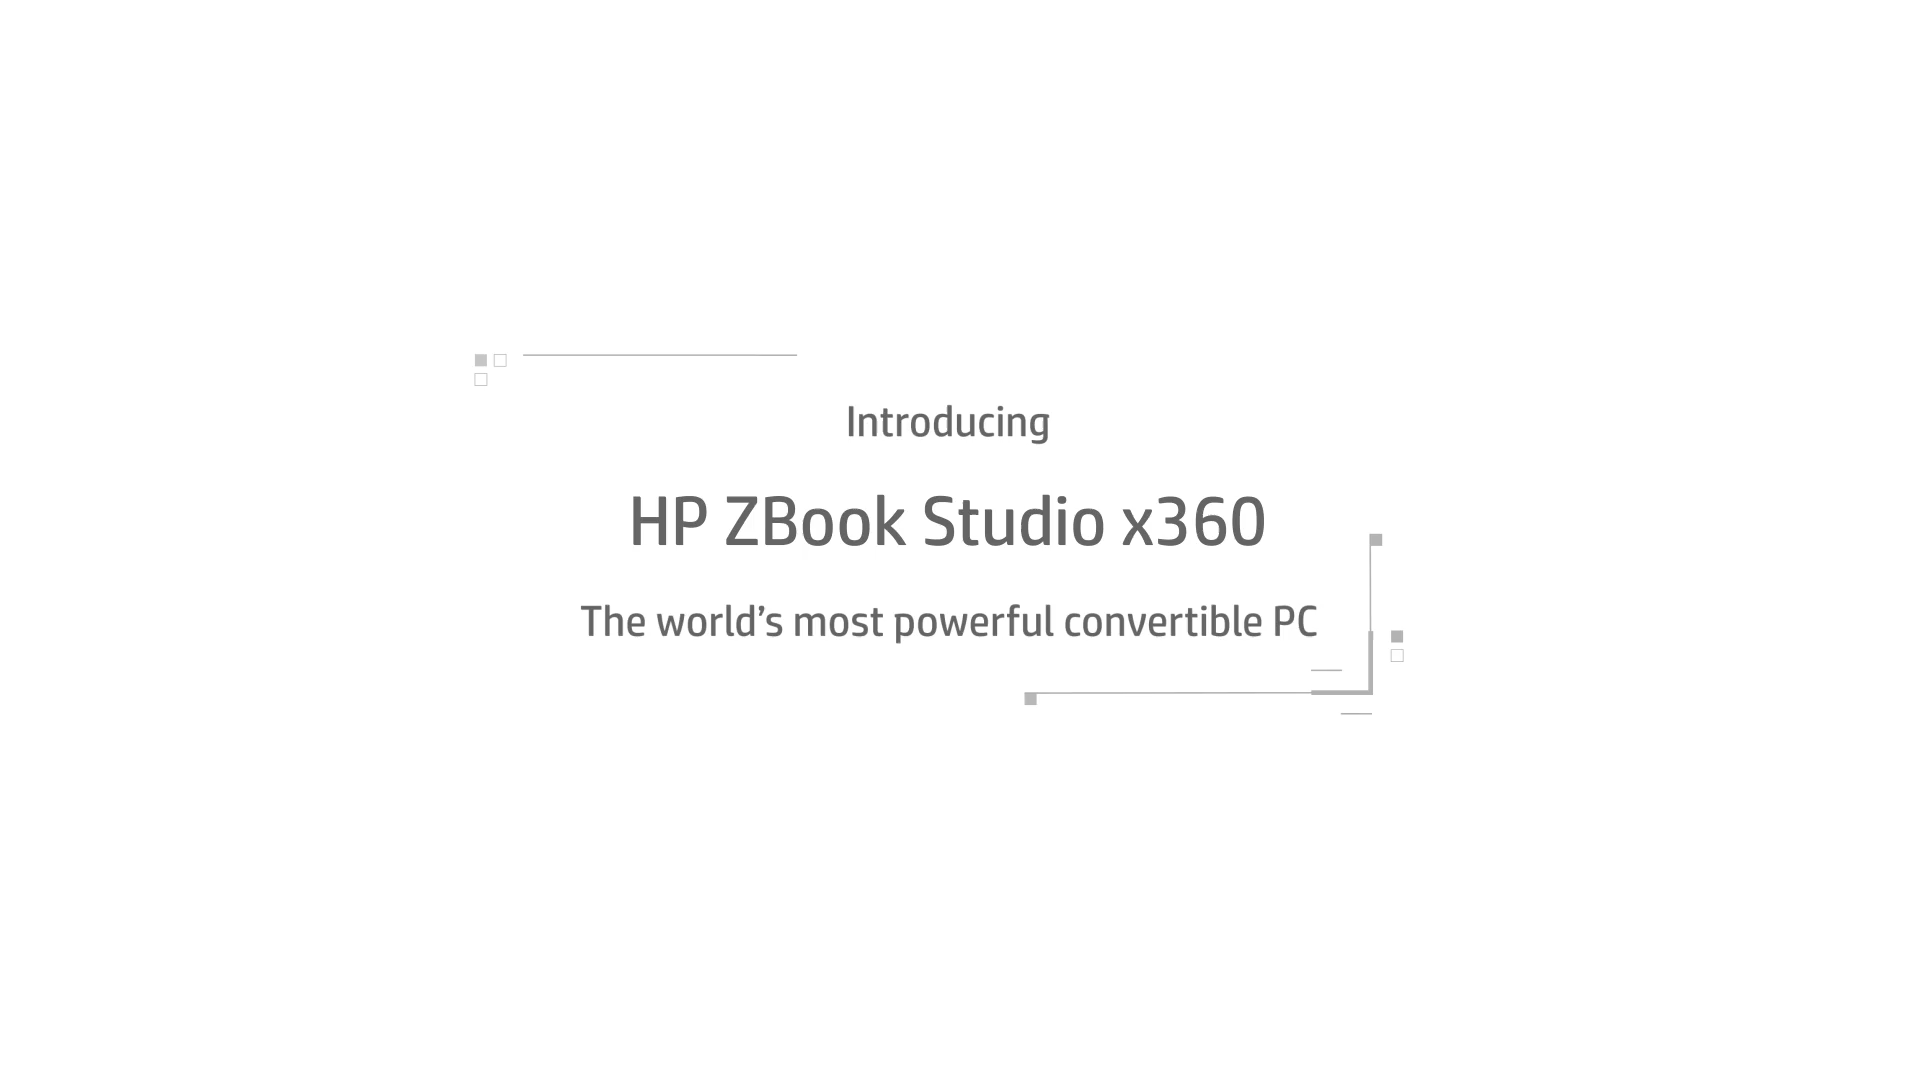 Introducing
HP ZBook Studio x360
The world’s most powerful convertible PC